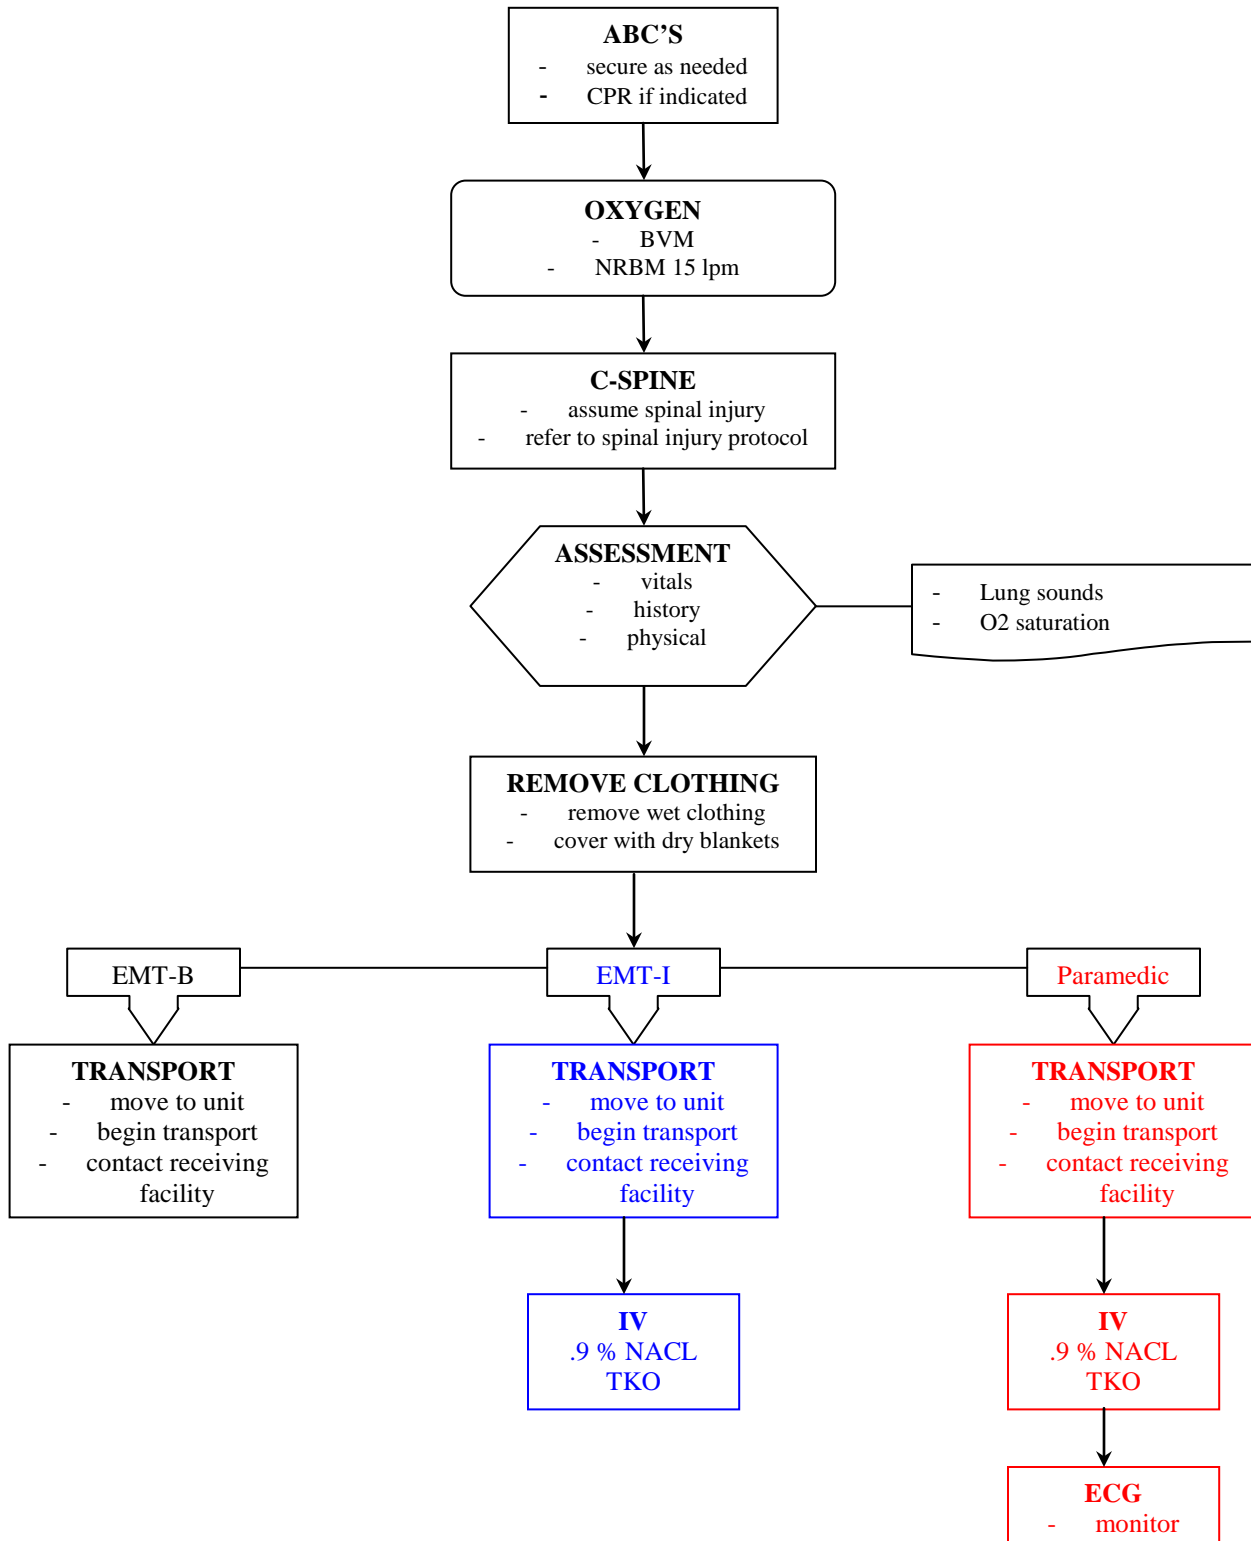 ABC’S
- secure as needed
- CPR if indicated
OXYGEN
- BVM
- NRBM 15 lpm
C-SPINE
- assume spinal injury
- refer to spinal injury protocol
ASSESSMENT
- vitals
- history
- physical
- Lung sounds
- O2 saturation
REMOVE CLOTHING
- remove wet clothing
- cover with dry blankets
EMT-B
TRANSPORT
- move to unit
- begin transport
- contact receiving
facility
EMT-I
TRANSPORT
- move to unit
- begin transport
- contact receiving
facility
IV
.9 % NACL
TKO
Paramedic
TRANSPORT
- move to unit
- begin transport
- contact receiving
facility
IV
.9 % NACL
TKO
ECG
- monitor